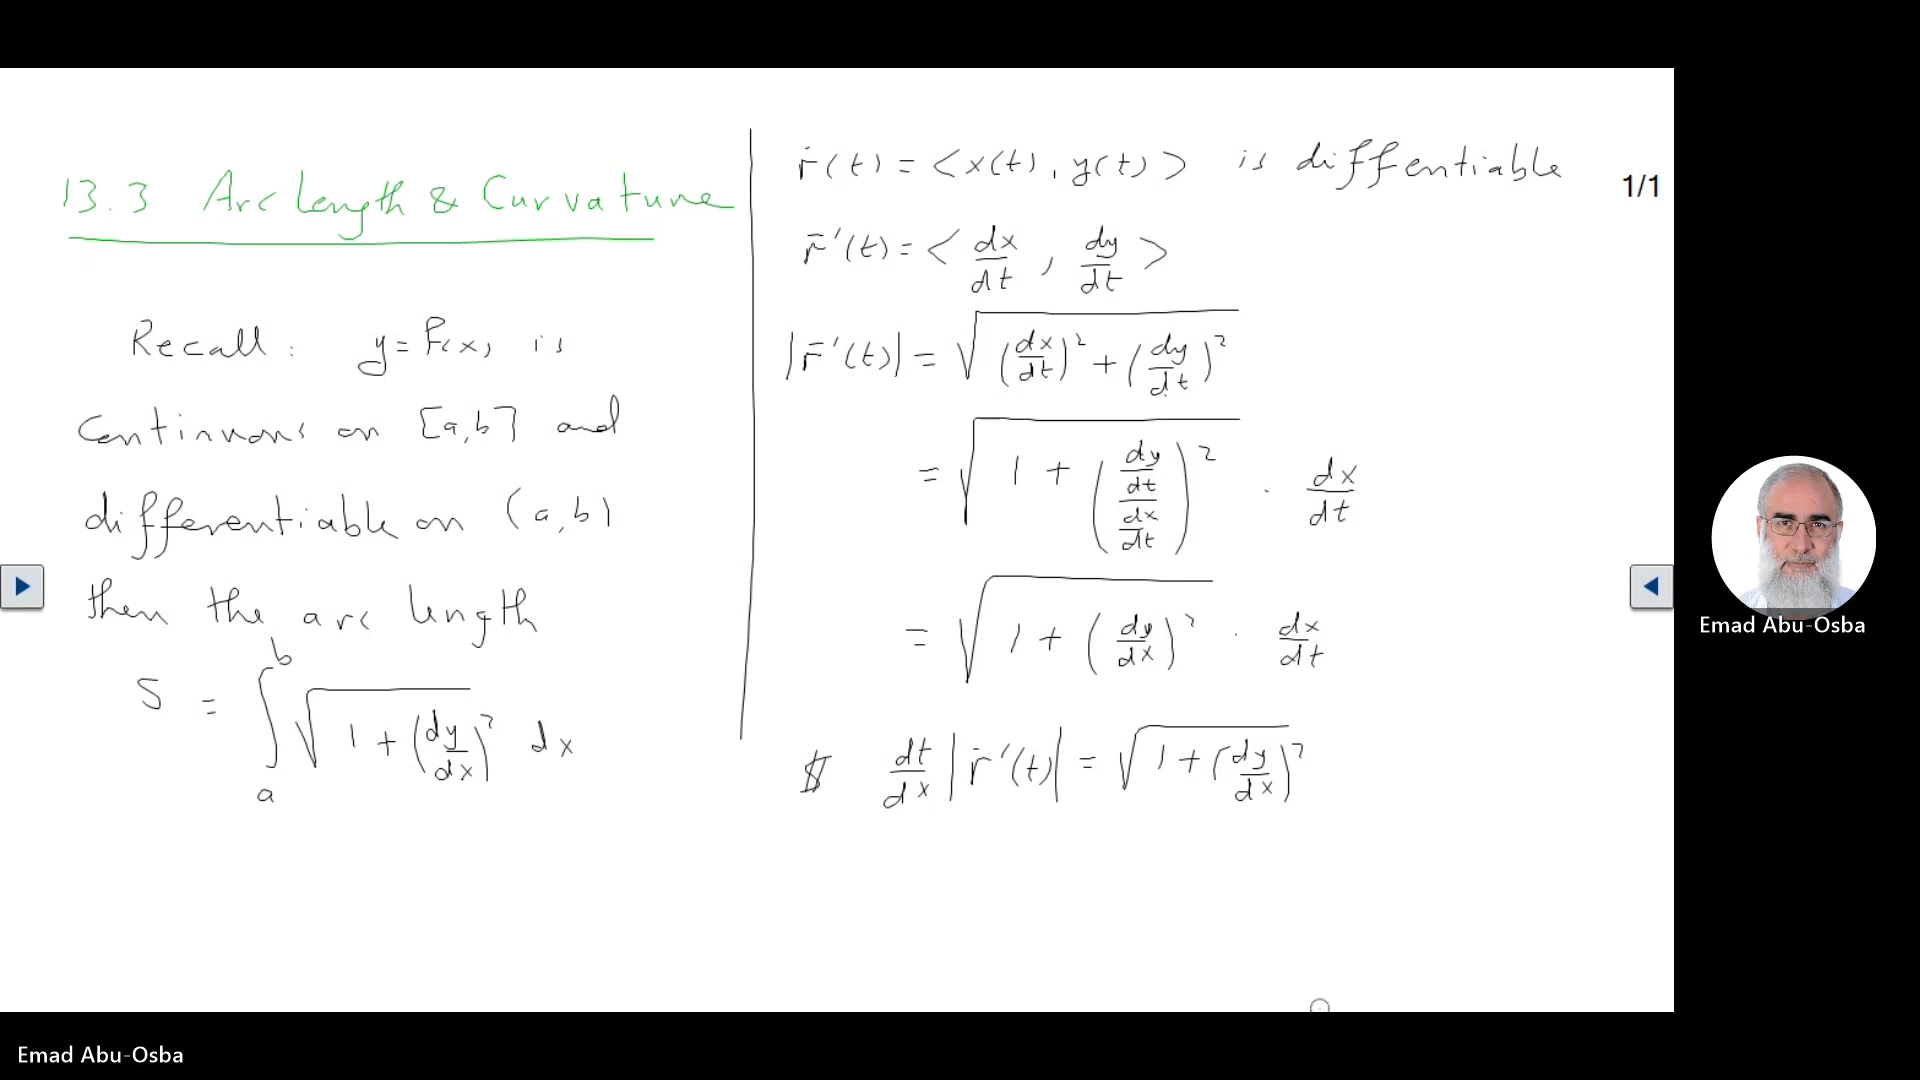 13.3 Arc Length & Curvature
Recall: y = f(x) is
continuous on [a,b] and
differentiable on (a,b)
then the arc length
S = ∫_a^b √(1 + (dy/dx)²) dx
r̄(t) = <x(t), y(t)> is diffentiable
r̄'(t) = <dx/dt, dy/dt>
|r̄'(t)| = √((dx/dt)² + (dy/dt)²)
= √(1 + ((dy/dt)/(dx/dt))²) · dx/dt
= √(1 + (dy/dx)²) · dx/dt
dt/dx |r̄'(t)| = √(1 + (dy/dx)²)
1/1
Emad Abu-Osba
Emad Abu-Osba